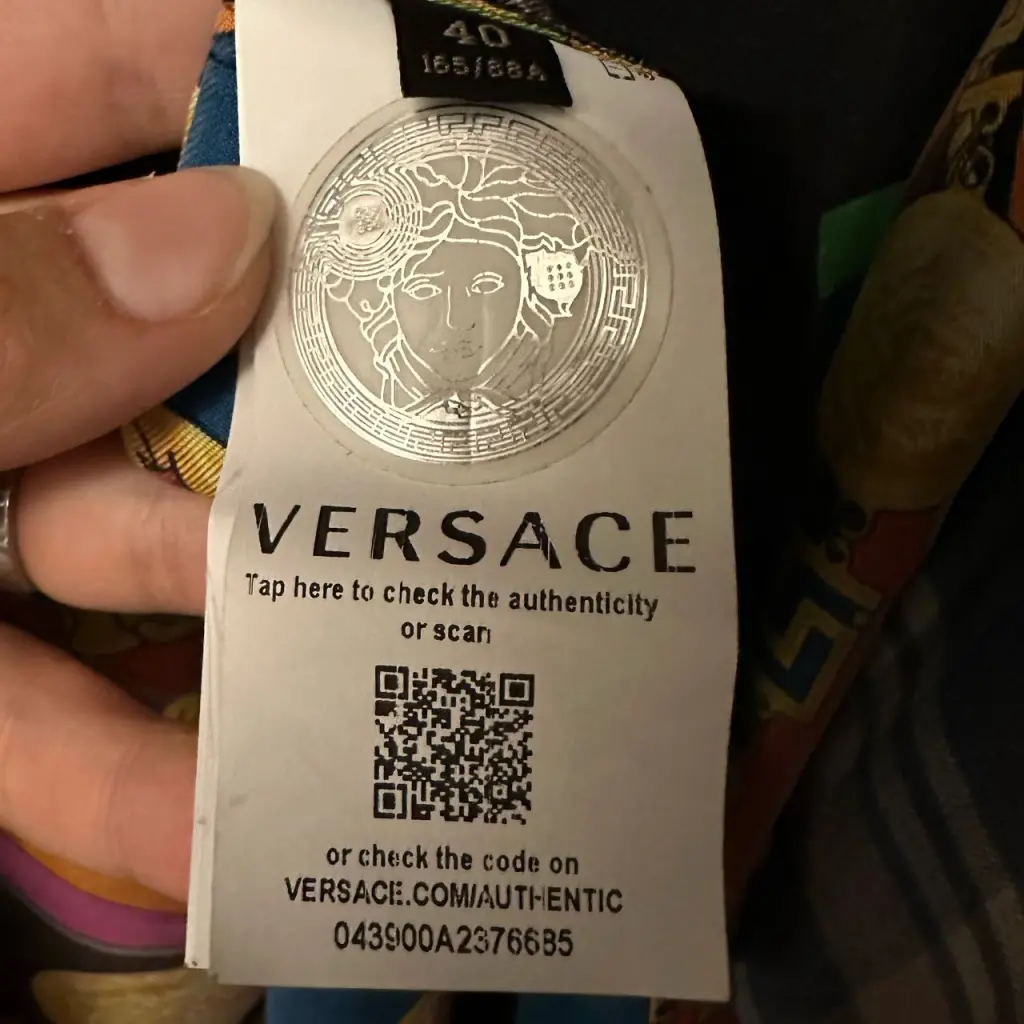 40
165/88A
VERSACE
Tap here to check the authenticity
or scan
or check the code on
VERSACE.COM/AUTHENTIC
043900A2376685